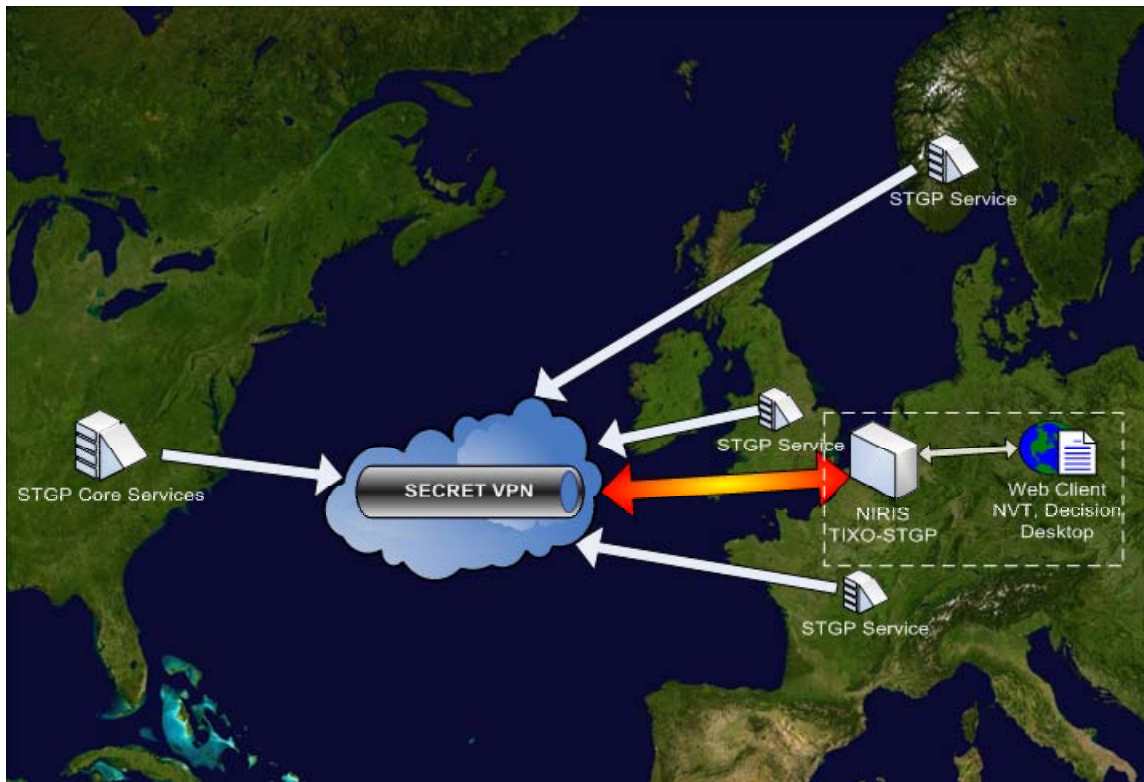 STGP Service
STGP Service
SECRET VPN
STGP Core Services
NIRIS
TIXO-STGP
Web Client
NVT, Decision
Desktop
STGP Service